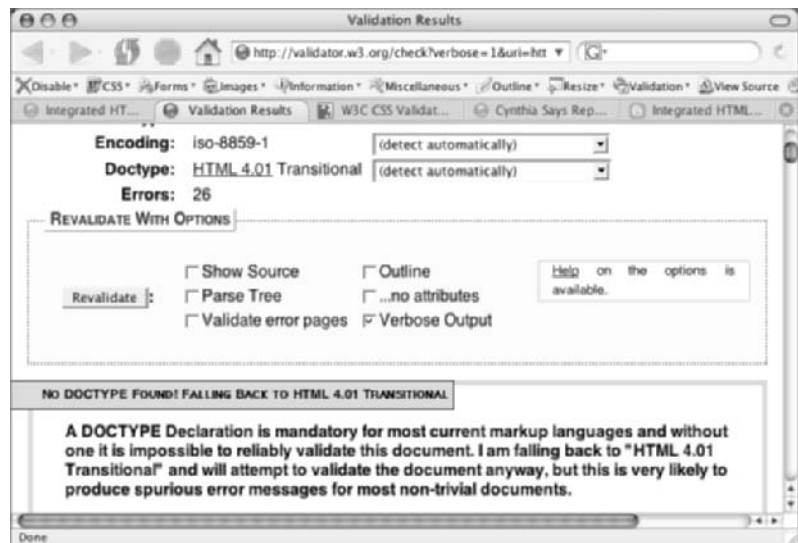 Validation Results
http://validator.w3.org/check?verbose=1&uri=htt
Disable CSS Forms Images Information Miscellaneous Outline Resize Validation View Source
Integrated HT... Validation Results W3C CSS Validat... Cynthia Says Rep... Integrated HTML...
Encoding: iso-8859-1 (detect automatically)
Doctype: HTML 4.01 Transitional (detect automatically)
Errors: 26
REVALIDATE WITH OPTIONS
Show Source Outline Help on the options is
Revalidate : Parse Tree ...no attributes available.
Validate error pages Verbose Output
NO DOCTYPE FOUND! FALLING BACK TO HTML 4.01 TRANSITIONAL
A DOCTYPE Declaration is mandatory for most current markup languages and without
one it is impossible to reliably validate this document. I am falling back to "HTML 4.01
Transitional" and will attempt to validate the document anyway, but this is very likely to
produce spurious error messages for most non-trivial documents.
Done